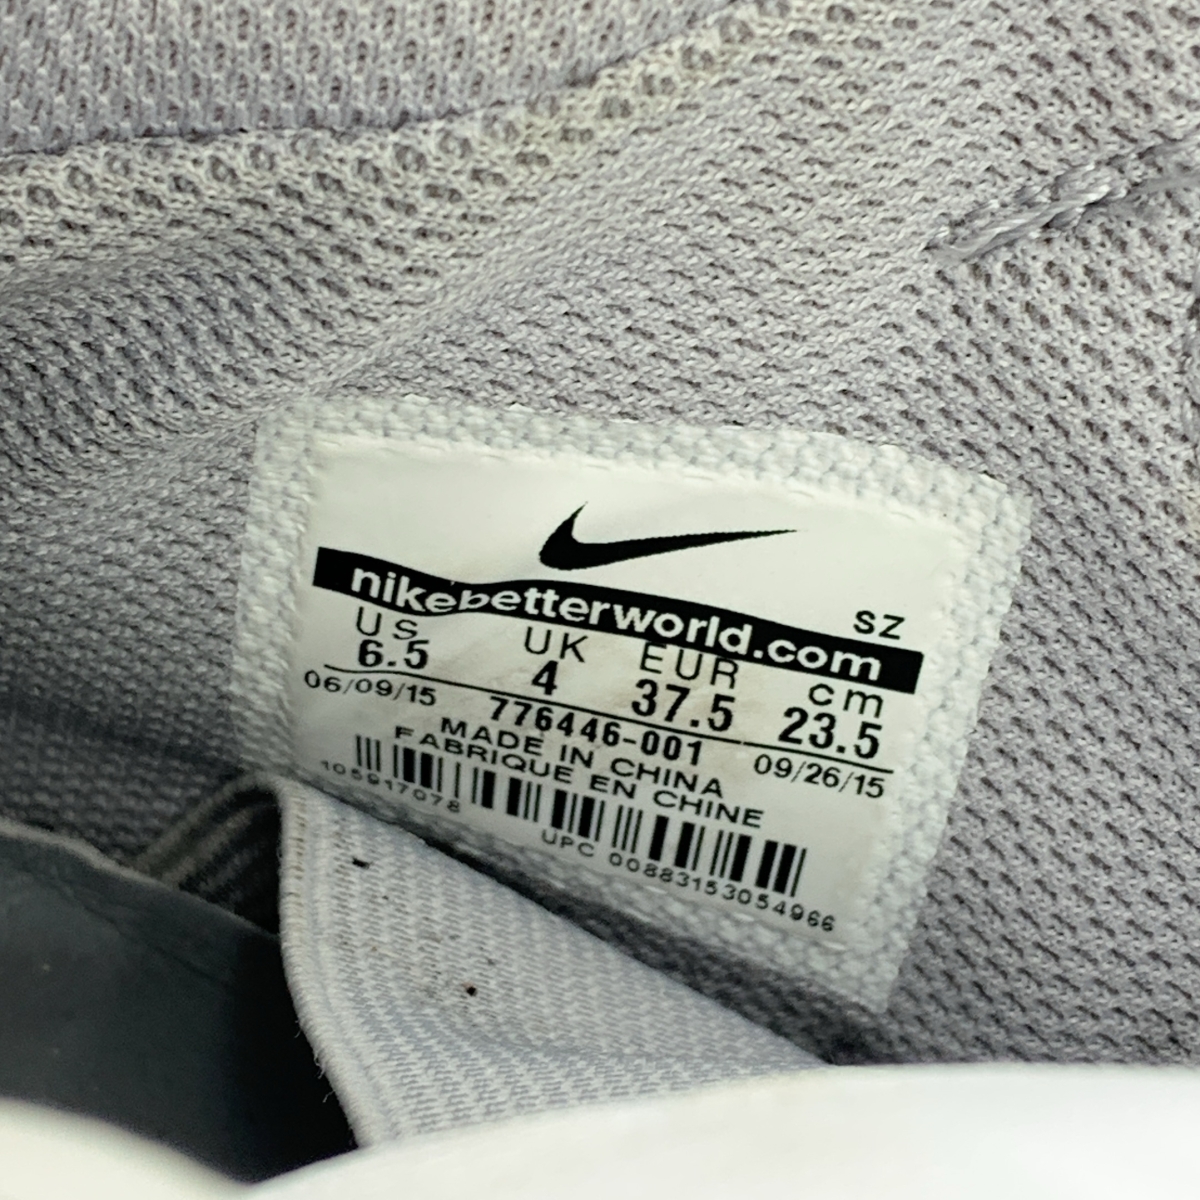 nikebetterworld.com
SZ
US UK EUR cm
6.5 4 37.5 23.5
06/09/15 776446-001 09/26/15
MADE IN CHINA
FABRIQUE EN CHINE
105917078
UPC 00883153054966